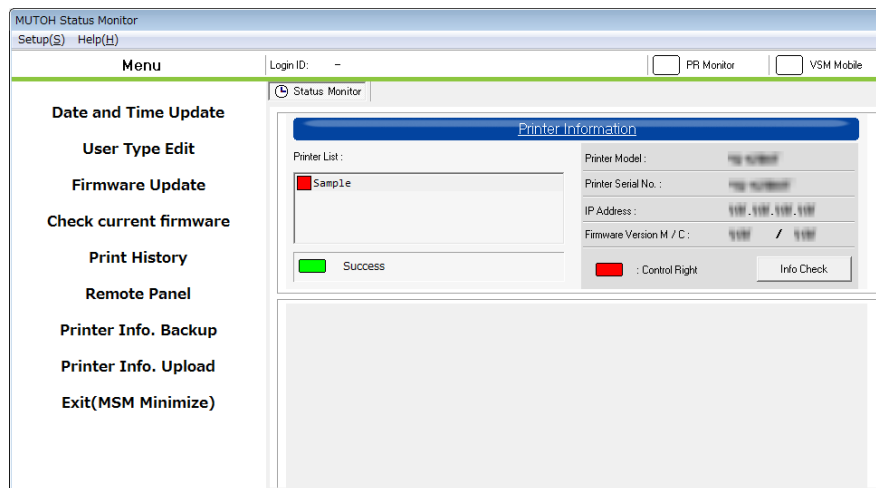 MUTOH Status Monitor
Setup(S) Help(H)
Menu
Login ID: -
PR Monitor
VSM Mobile
Status Monitor
Date and Time Update
User Type Edit
Firmware Update
Check current firmware
Print History
Remote Panel
Printer Info. Backup
Printer Info. Upload
Exit(MSM Minimize)
Printer Information
Printer List :
Sample
Success
Printer Model :
Printer Serial No. :
IP Address :
Firmware Version M / C : /
: Control Right
Info Check